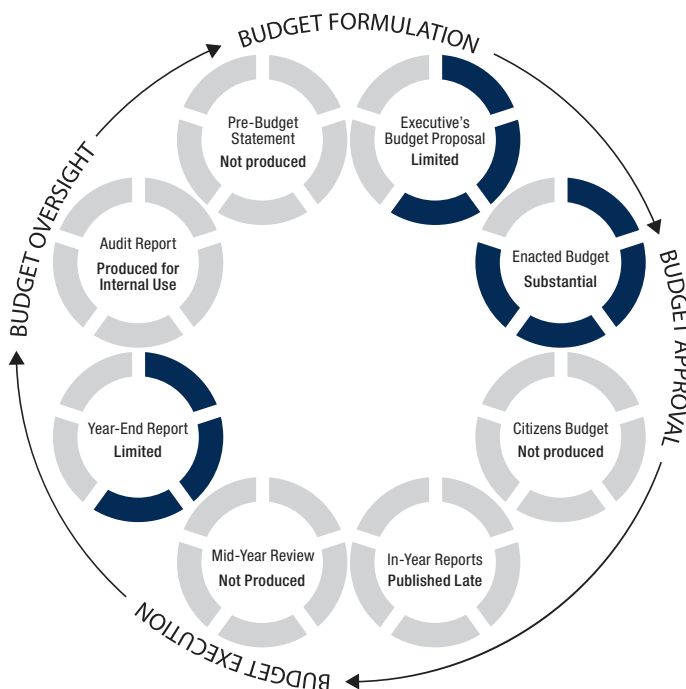 BUDGET FORMULATION
Pre-Budget
Statement
Not produced
Executive's
Budget Proposal
Limited
Enacted Budget
Substantial
BUDGET APPROVAL
Citizens Budget
Not produced
In-Year Reports
Published Late
Mid-Year Review
Not Produced
BUDGET EXECUTION
Year-End Report
Limited
Audit Report
Produced for
Internal Use
BUDGET OVERSIGHT